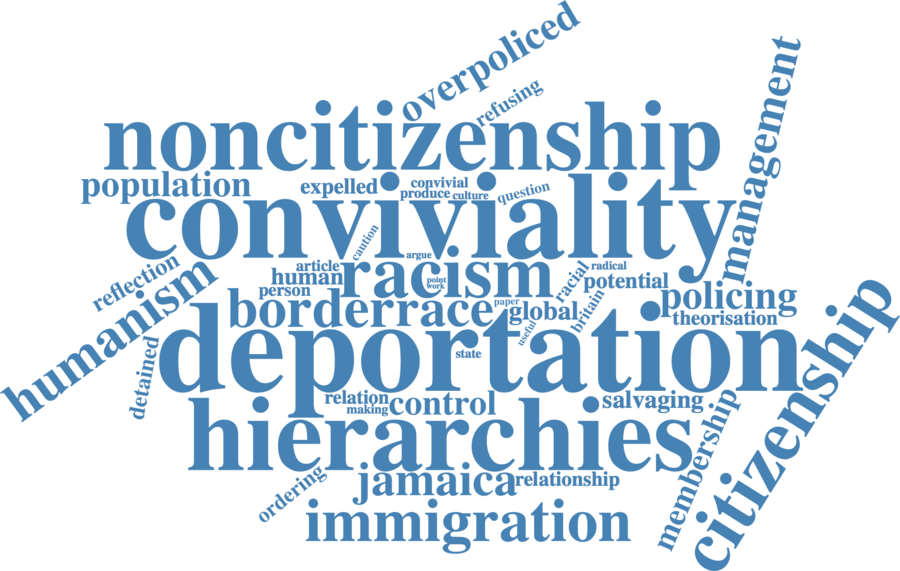 overpoliced
refusing
management
noncitizenship
population
expelled
convivial
produce
culture
question
conviviality
caution
argue
reflection
article
human
racism
point
work
racial
radical
potential
humanism
person
borderrace
paper
global
useful
britain
policing
theorisation
citizenship
detained
deportation
state
relation
making
control
salvaging
membership
hierarchies
ordering
jamaica
relationship
immigration